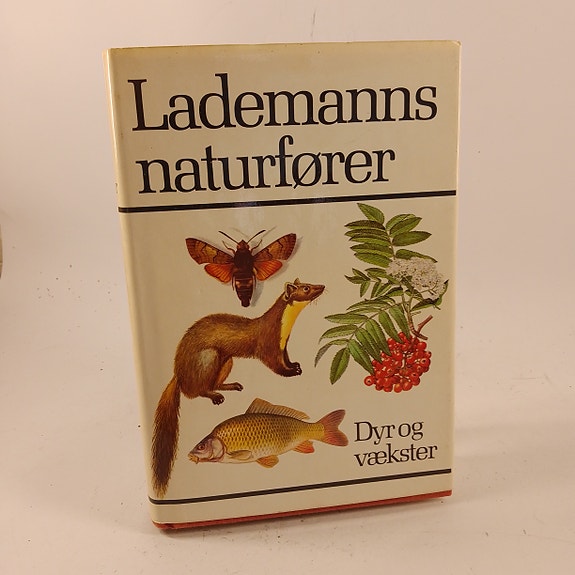 Lademanns
naturfører
Dyr og
vækster